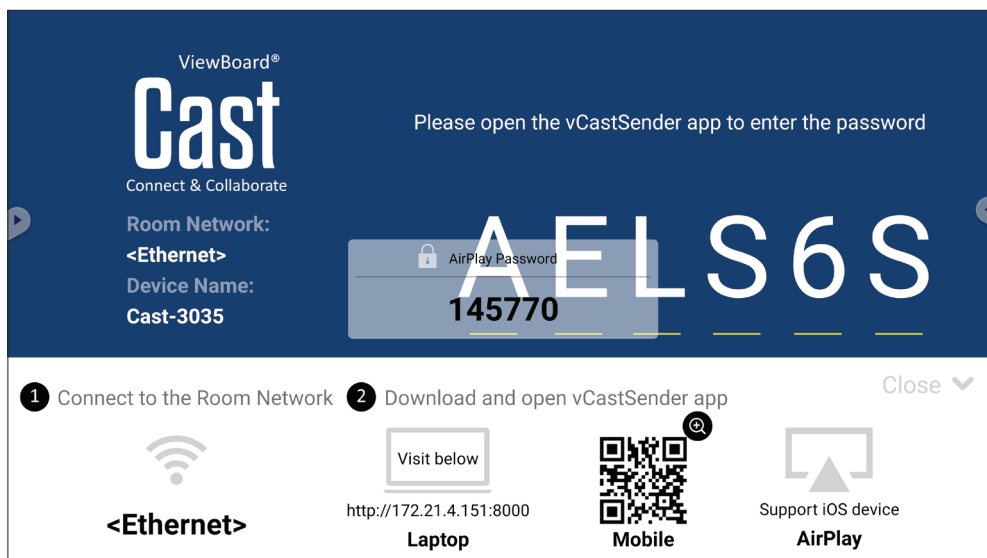 ViewBoard®
Cast
Connect & Collaborate
Please open the vCastSender app to enter the password
Room Network:
<Ethernet>
Device Name:
Cast-3035
AELS6S
AirPlay Password
145770
Close
1 Connect to the Room Network
2 Download and open vCastSender app
<Ethernet>
Visit below
http://172.21.4.151:8000
Laptop
Mobile
Support iOS device
AirPlay